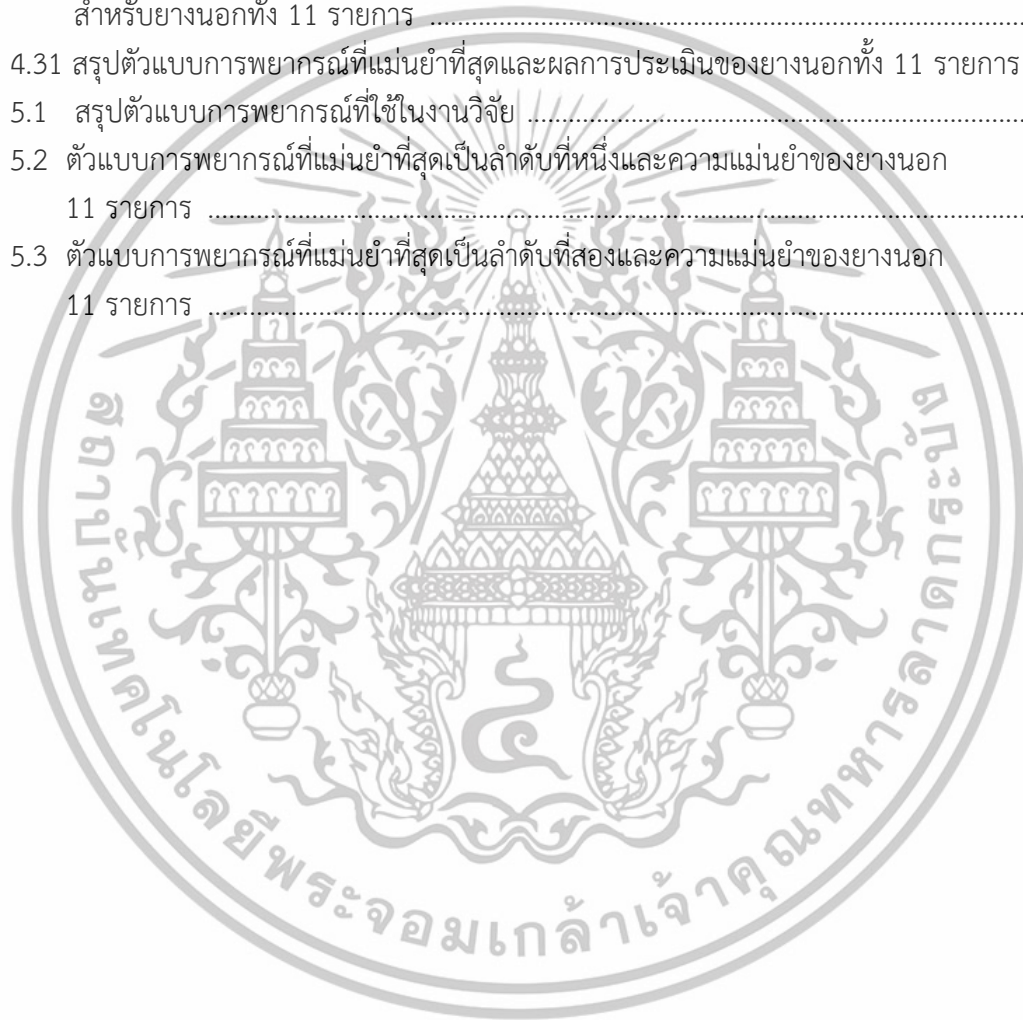 สำหรับยางนอกทั้ง 11 รายการ ....................................................................................
4.31 สรุปตัวแบบการพยากรณ์ที่แม่นยำที่สุดและผลการประเมินของยางนอกทั้ง 11 รายการ
5.1 สรุปตัวแบบการพยากรณ์ที่ใช้ในงานวิจัย ....................................................................
5.2 ตัวแบบการพยากรณ์ที่แม่นยำที่สุดเป็นลำดับที่หนึ่งและความแม่นยำของยางนอก
11 รายการ ....................................................................................
5.3 ตัวแบบการพยากรณ์ที่แม่นยำที่สุดเป็นลำดับที่สองและความแม่นยำของยางนอก
11 รายการ ....................................................................................
สถาบันเทคโนโลยีพระจอมเกล้าเจ้าคุณทหารลาดกระบัง